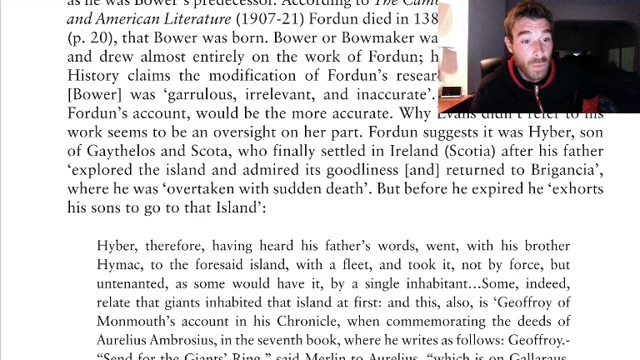 as he was Bower's predecessor. According to The Cam
and American Literature (1907-21) Fordun died in 138
(p. 20), that Bower was born. Bower or Bowmaker wa
and drew almost entirely on the work of Fordun; h
History claims the modification of Fordun's resear
[Bower] was 'garrulous, irrelevant, and inaccurate'.
Fordun's account, would be the more accurate. Why Evans didn't refer to his
work seems to be an oversight on her part. Fordun suggests it was Hyber, son
of Gaythelos and Scota, who finally settled in Ireland (Scotia) after his father
'explored the island and admired its goodliness [and] returned to Brigancia',
where he was 'overtaken with sudden death'. But before he expired he 'exhorts
his sons to go to that Island':
Hyber, therefore, having heard his father's words, went, with his brother
Hymac, to the foresaid island, with a fleet, and took it, not by force, but
untenanted, as some would have it, by a single inhabitant…Some, indeed,
relate that giants inhabited that island at first: and this, also, is 'Geoffroy of
Monmouth's account in his Chronicle, when commemorating the deeds of
Aurelius Ambrosius, in the seventh book, where he writes as follows: Geoffroy.-
"Send for the Giants' Ring," said Merlin to Aurelius, "which is on Gallaraus